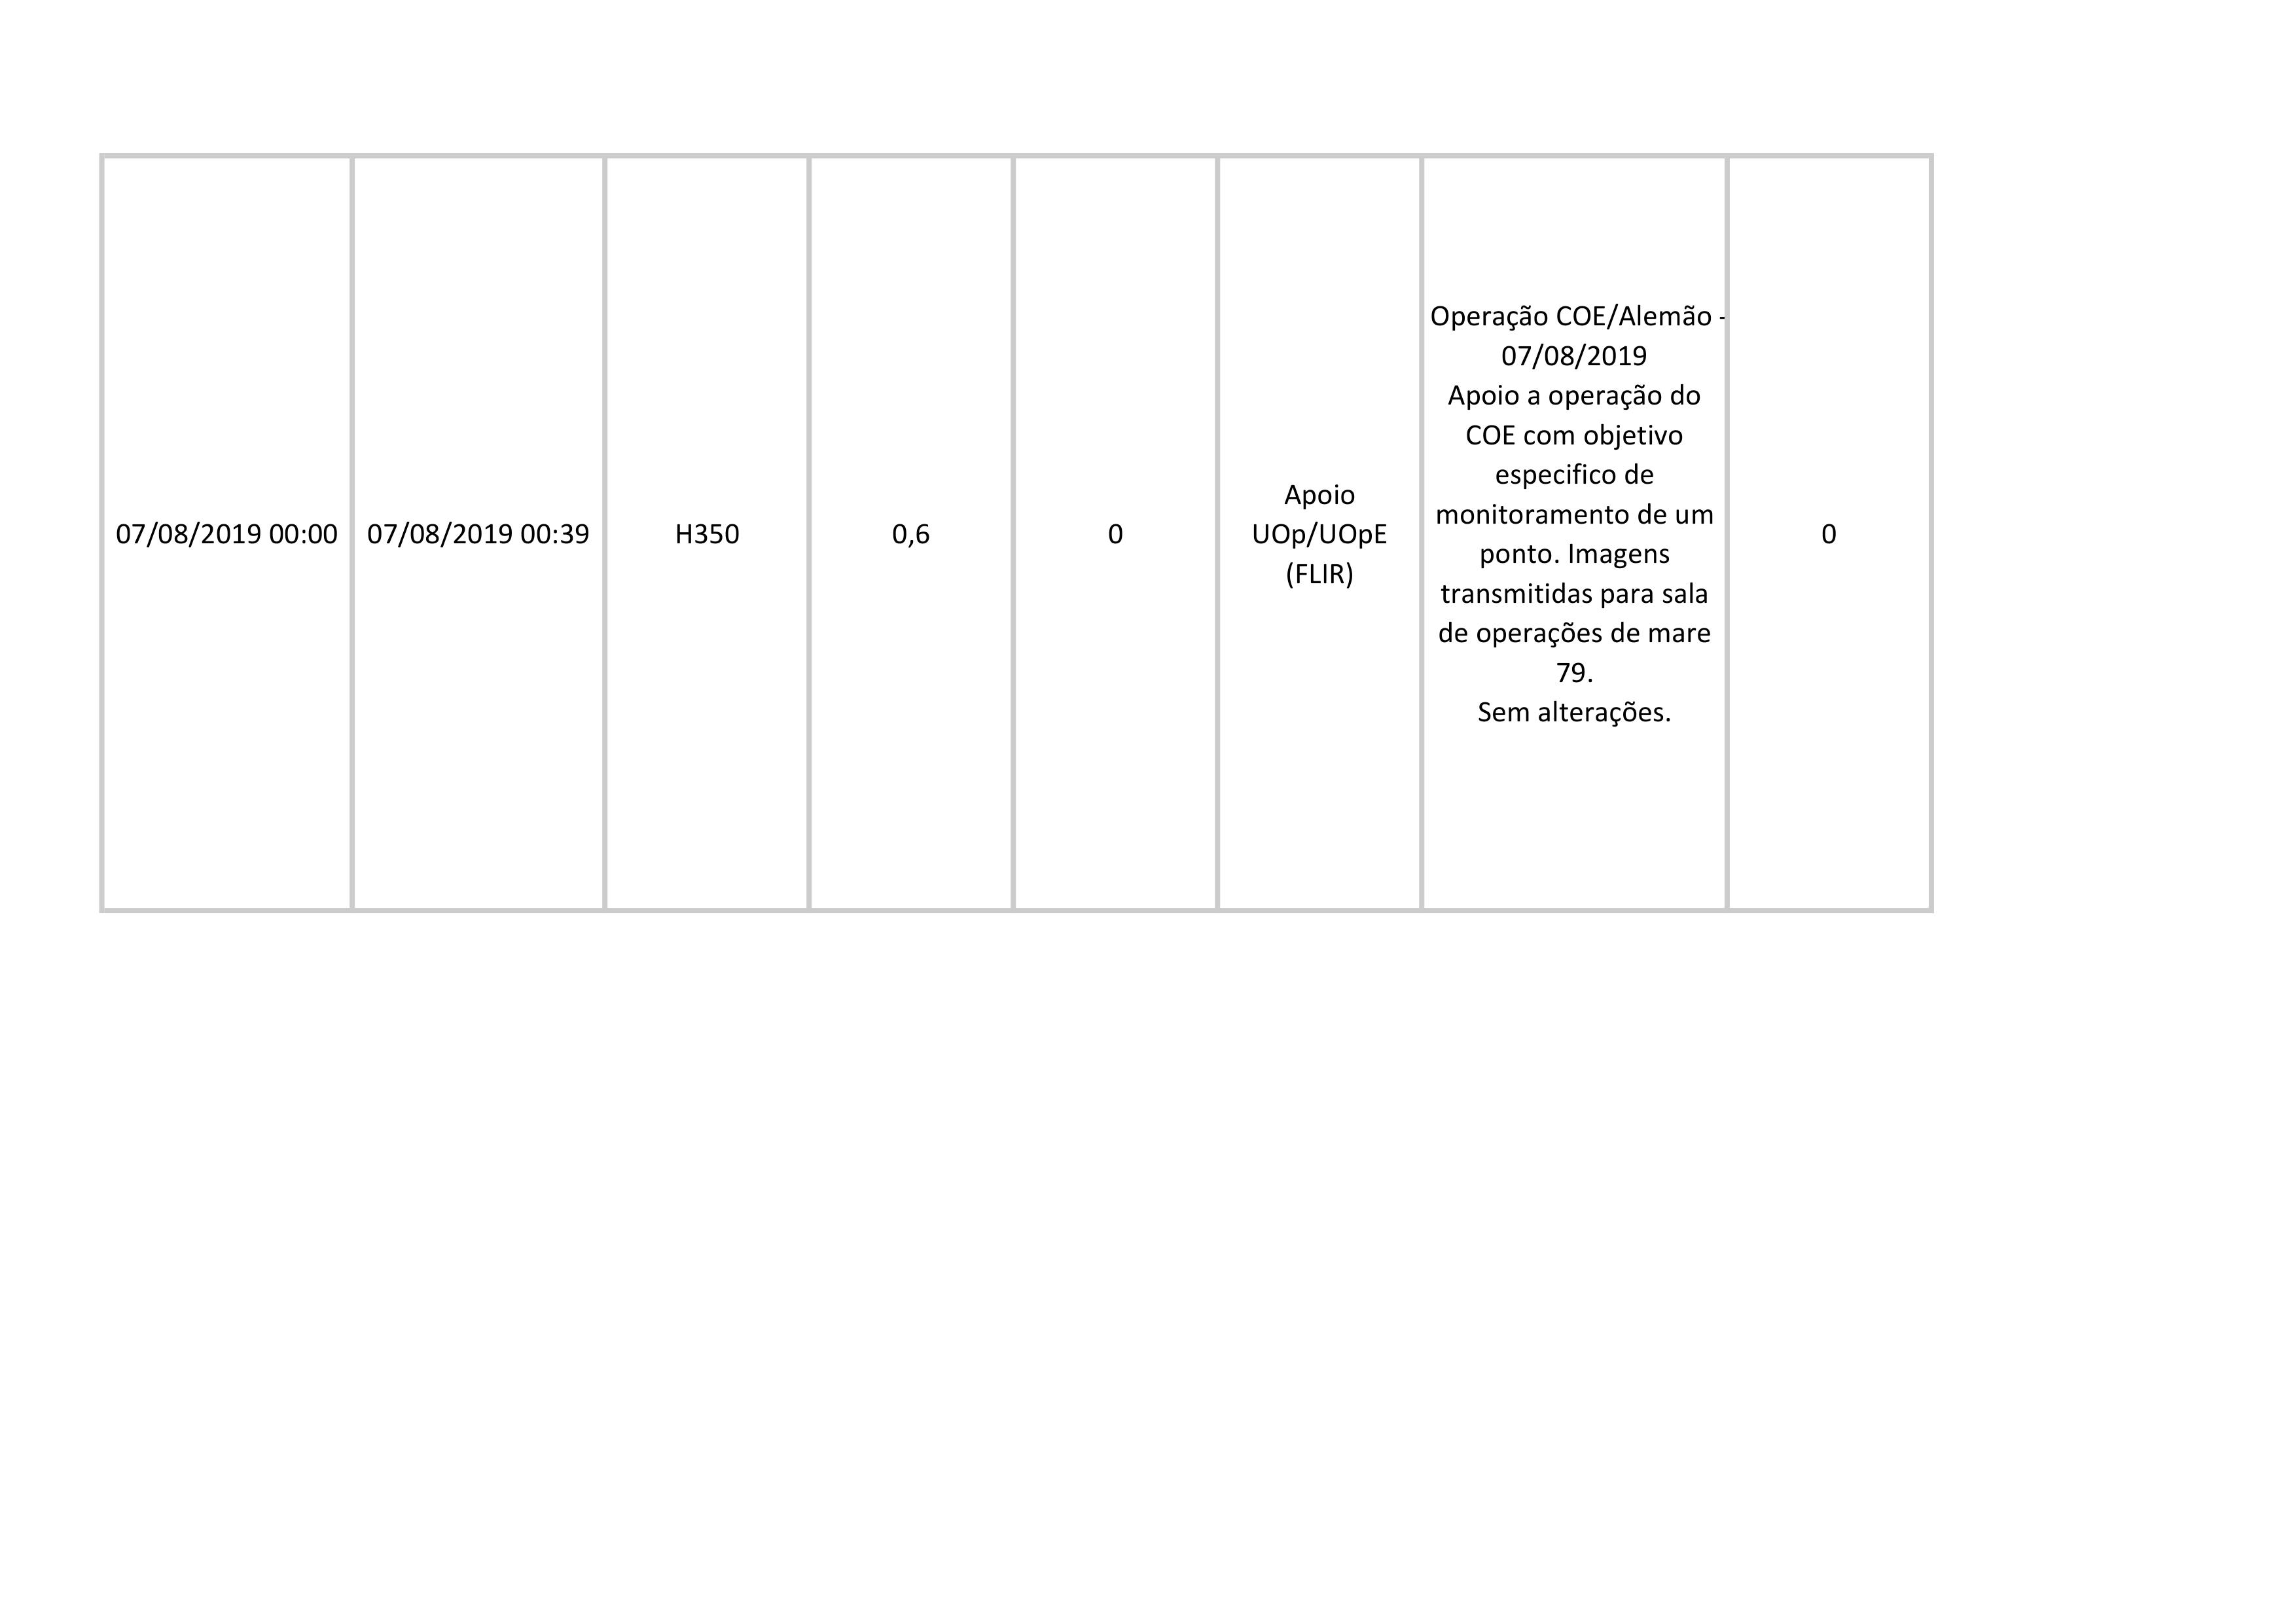 07/08/2019 00:00
07/08/2019 00:39
H350
0,6
0
Apoio
UOp/UOpE
(FLIR)
Operação COE/Alemão -
07/08/2019
Apoio a operação do
COE com objetivo
especifico de
monitoramento de um
ponto. Imagens
transmitidas para sala
de operações de mare
79.
Sem alterações.
0